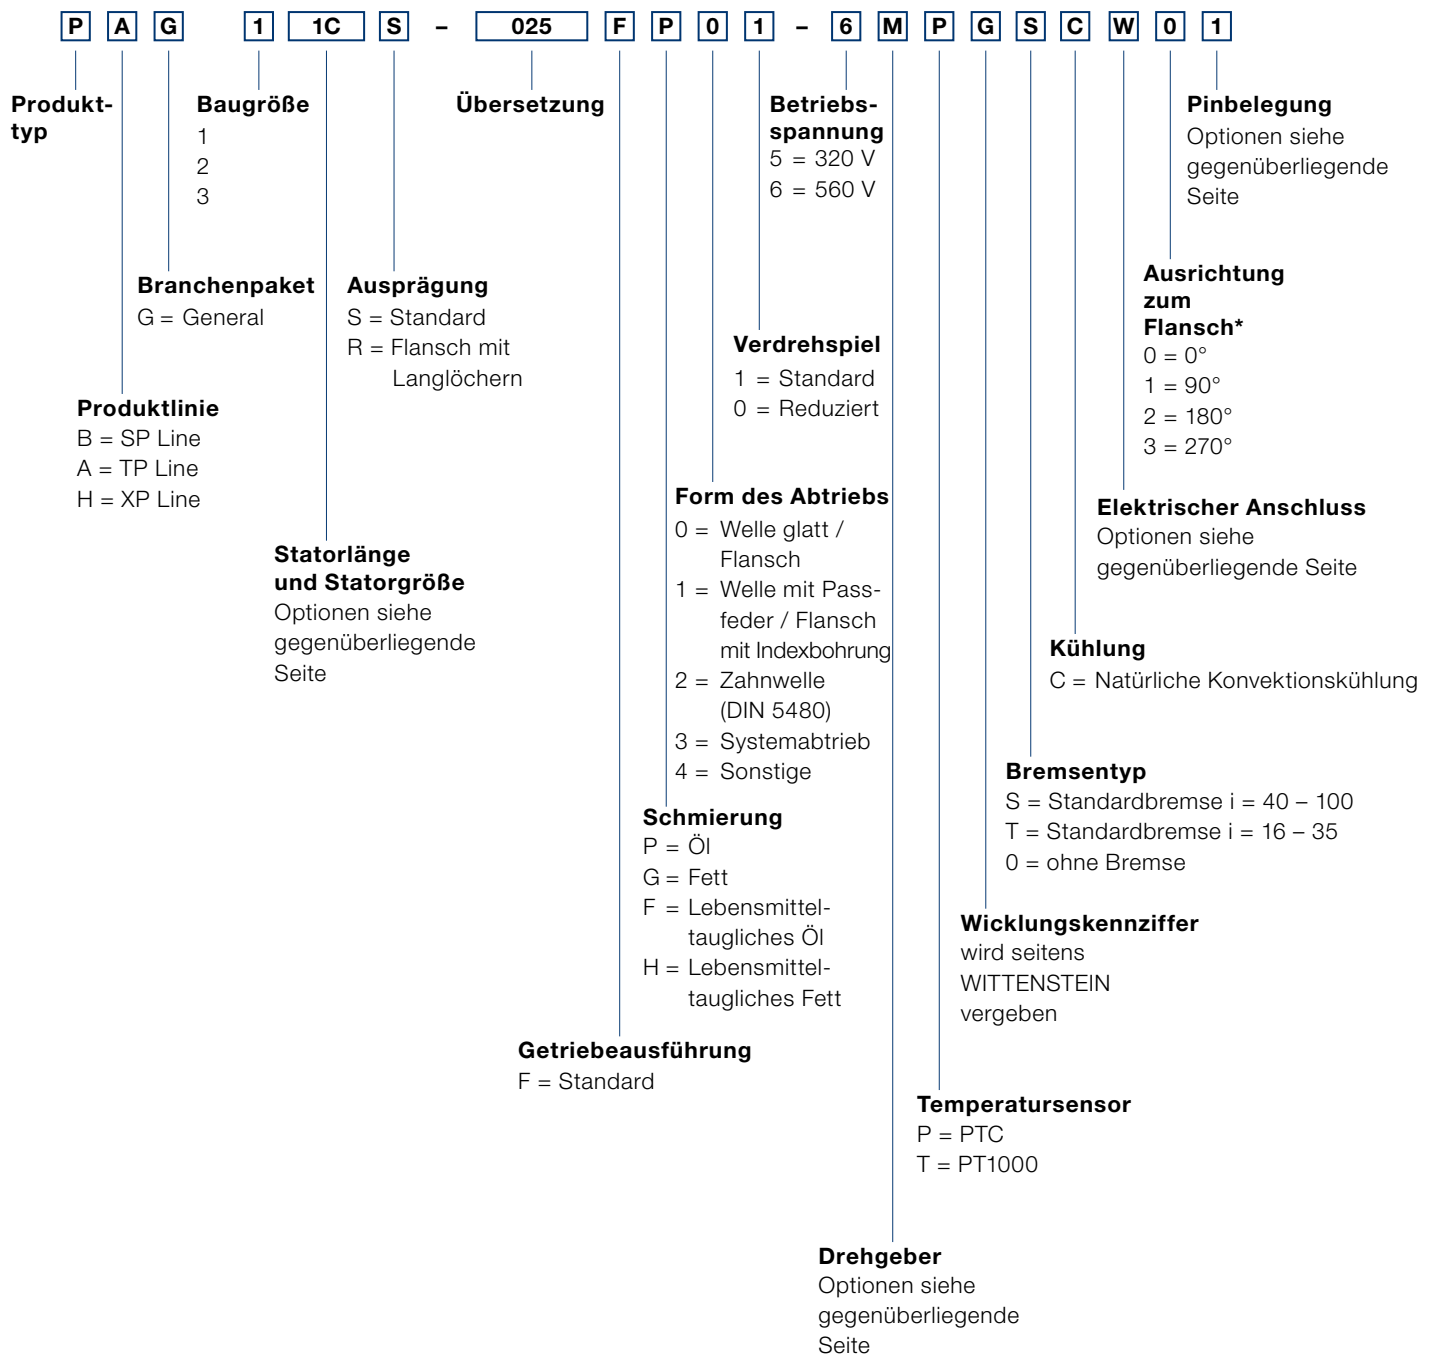 P A G 1 1C S – 025 F P 0 1 – 6 M P G S C W 0 1
Produkt-
typ
Baugröße
1
2
3
Übersetzung
Betriebs-
spannung
5 = 320 V
6 = 560 V
Pinbelegung
Optionen siehe
gegenüberliegende
Seite
Branchenpaket
G = General
Ausprägung
S = Standard
R = Flansch mit
Langlöchern
Ausrichtung
zum
Flansch*
0 = 0°
1 = 90°
2 = 180°
3 = 270°
Verdrehspiel
1 = Standard
0 = Reduziert
Produktlinie
B = SP Line
A = TP Line
H = XP Line
Form des Abtriebs
0 = Welle glatt /
Flansch
1 = Welle mit Pass-
feder / Flansch
mit Indexbohrung
2 = Zahnwelle
(DIN 5480)
3 = Systemabtrieb
4 = Sonstige
Elektrischer Anschluss
Optionen siehe
gegenüberliegende Seite
Statorlänge
und Statorgröße
Optionen siehe
gegenüberliegende
Seite
Kühlung
C = Natürliche Konvektionskühlung
Bremsentyp
S = Standardbremse i = 40 – 100
T = Standardbremse i = 16 – 35
0 = ohne Bremse
Schmierung
P = Öl
G = Fett
F = Lebensmittel-
taugliches Öl
H = Lebensmittel-
taugliches Fett
Wicklungskennziffer
wird seitens
WITTENSTEIN
vergeben
Getriebeausführung
F = Standard
Temperatursensor
P = PTC
T = PT1000
Drehgeber
Optionen siehe
gegenüberliegende
Seite